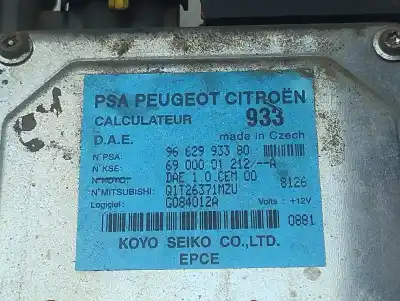 PSA PEUGEOT CITROËN
CALCULATEUR 933
D.A.E. made in Czech
N°PSA: 96 629 933 80
N°KSE: 69 000 01 212/--A
N°KOYO: DAE 1.0.CEM 00 8126
N°MITSUBISHI: Q1T26371MZU
Logiciel: G084012A Volts : +12V
0881
KOYO SEIKO CO.,LTD.
EPCE